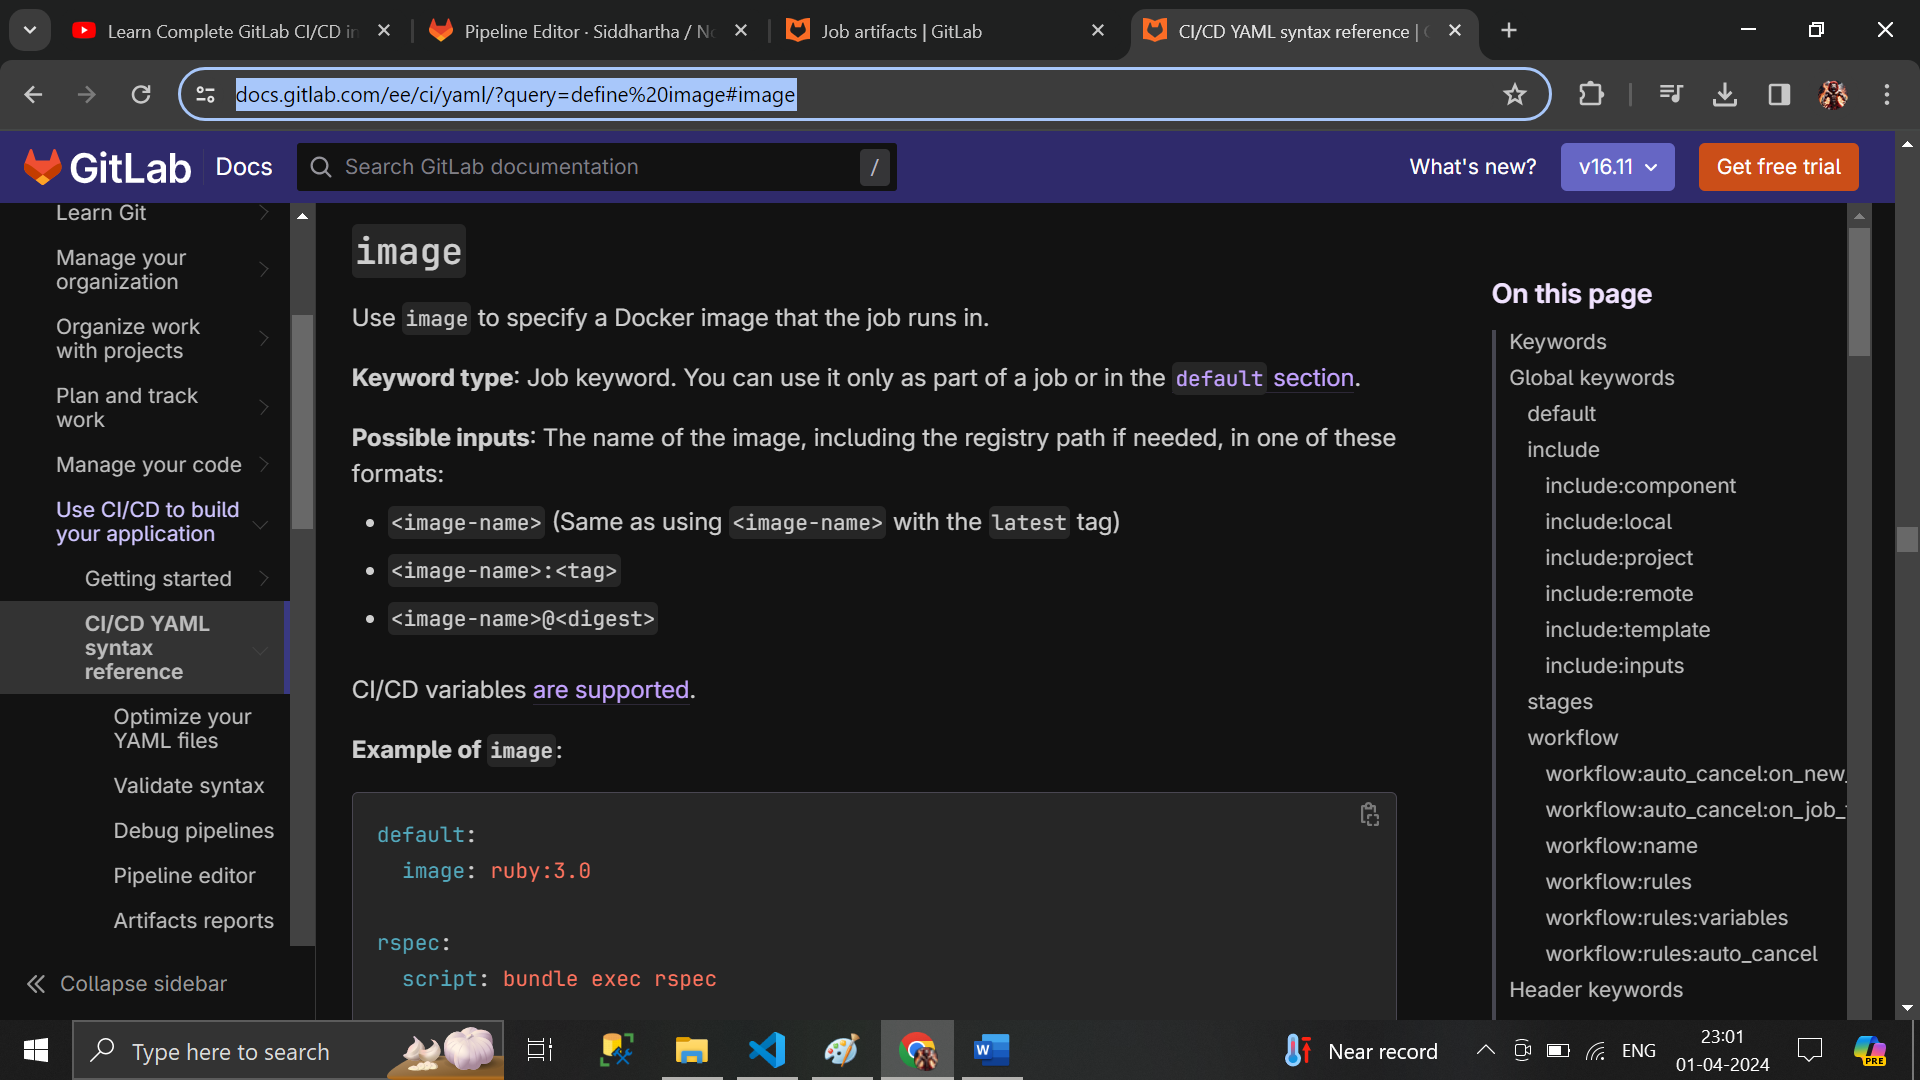 Learn Complete GitLab CI/CD in
Pipeline Editor · Siddhartha / No
Job artifacts | GitLab
CI/CD YAML syntax reference |
docs.gitlab.com/ee/ci/yaml/?query=define%20image#image
GitLab Docs
Search GitLab documentation /
What's new?
v16.11
Get free trial
Learn Git
Manage your
organization
Organize work
with projects
Plan and track
work
Manage your code
Use CI/CD to build
your application
Getting started
CI/CD YAML
syntax
reference
Optimize your
YAML files
Validate syntax
Debug pipelines
Pipeline editor
Artifacts reports
Collapse sidebar
image
Use image to specify a Docker image that the job runs in.
Keyword type: Job keyword. You can use it only as part of a job or in the default section.
Possible inputs: The name of the image, including the registry path if needed, in one of these
formats:
• <image-name> (Same as using <image-name> with the latest tag)
• <image-name>:<tag>
• <image-name>@<digest>
CI/CD variables are supported.
Example of image:
default:
image: ruby:3.0
rspec:
script: bundle exec rspec
On this page
Keywords
Global keywords
default
include
include:component
include:local
include:project
include:remote
include:template
include:inputs
stages
workflow
workflow:auto_cancel:on_new_
workflow:auto_cancel:on_job_
workflow:name
workflow:rules
workflow:rules:variables
workflow:rules:auto_cancel
Header keywords
Type here to search
Near record
ENG
23:01
01-04-2024
PRE